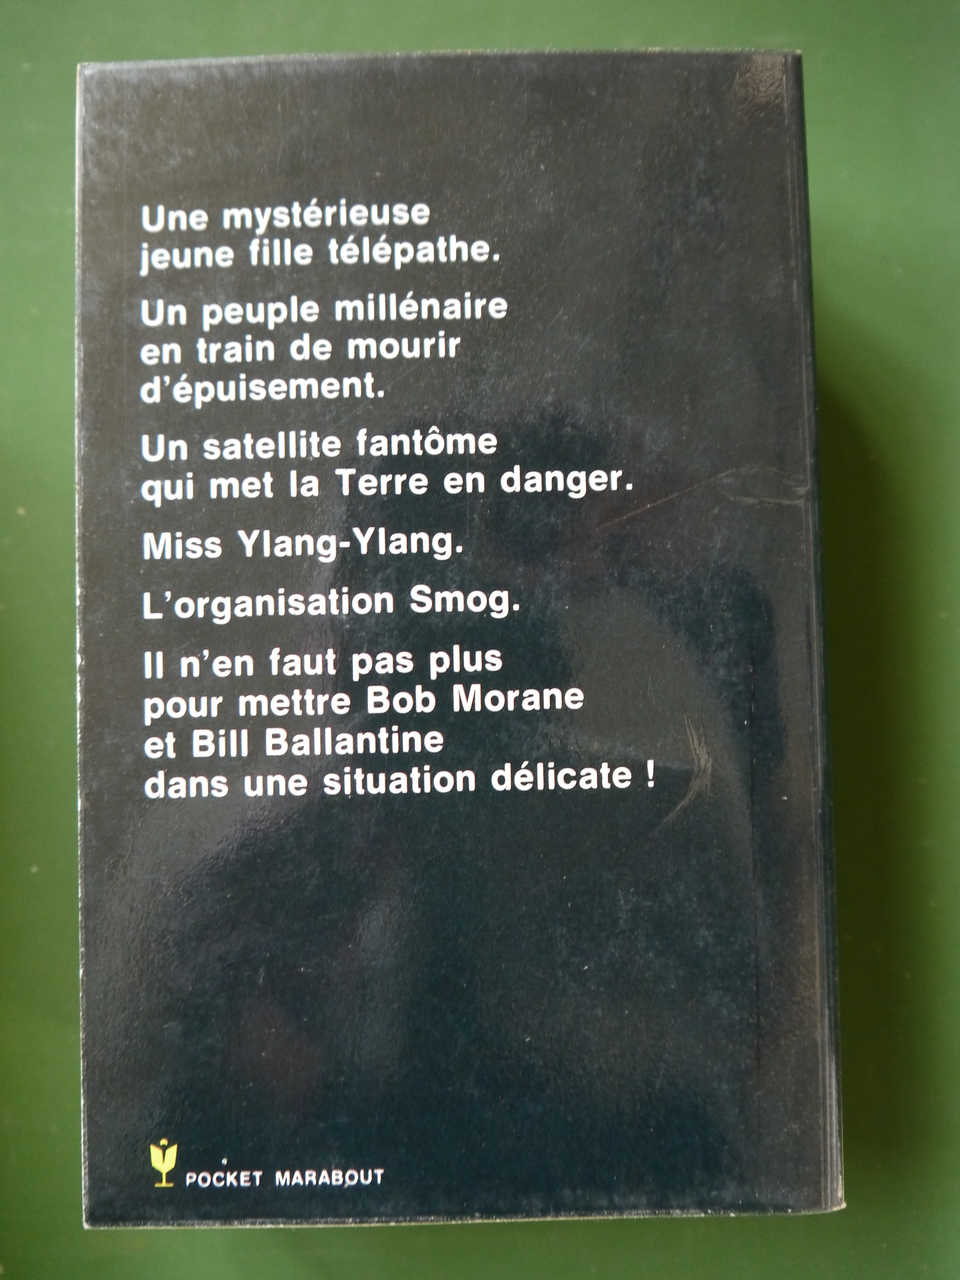 Une mystérieuse
jeune fille télépathe.
Un peuple millénaire
en train de mourir
d'épuisement.
Un satellite fantôme
qui met la Terre en danger.
Miss Ylang-Ylang.
L'organisation Smog.
Il n'en faut pas plus
pour mettre Bob Morane
et Bill Ballantine
dans une situation délicate !
POCKET MARABOUT